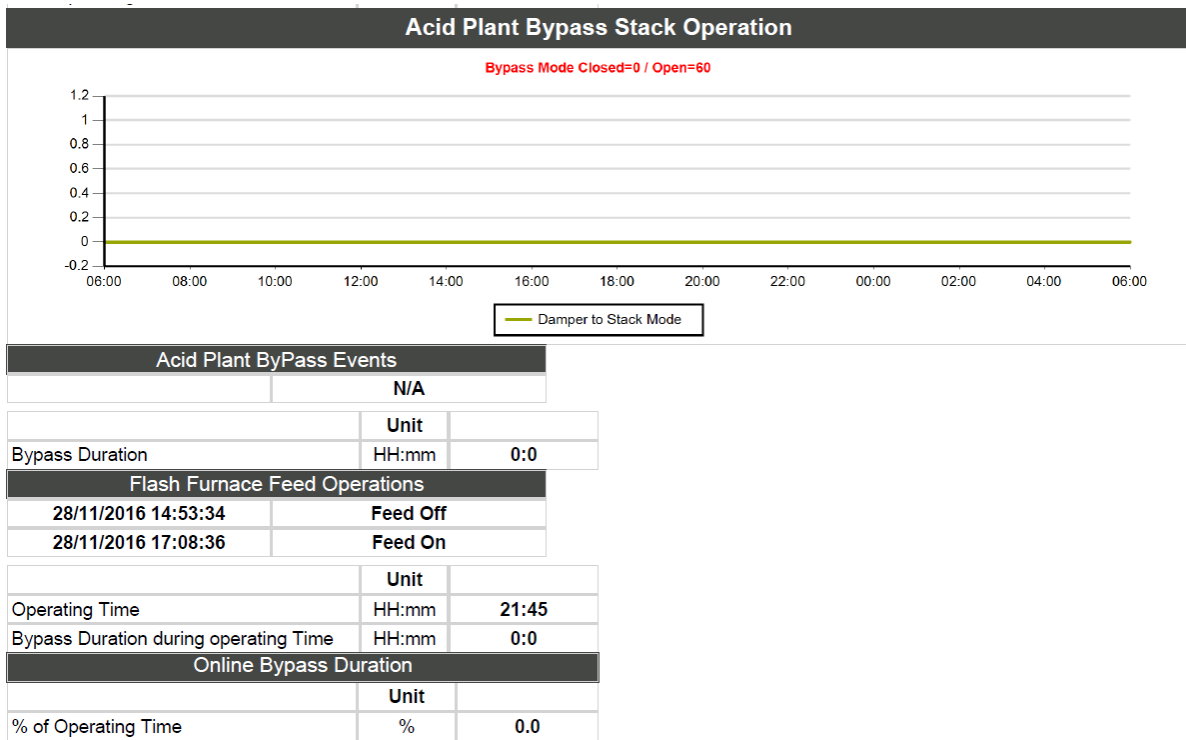 Acid Plant Bypass Stack Operation
Bypass Mode Closed=0 / Open=60
1.2
1
0.8
0.6
0.4
0.2
0
-0.2
06:00 08:00 10:00 12:00 14:00 16:00 18:00 20:00 22:00 00:00 02:00 04:00 06:00
Damper to Stack Mode
Acid Plant ByPass Events
N/A
Unit
Bypass Duration HH:mm 0:0
Flash Furnace Feed Operations
28/11/2016 14:53:34 Feed Off
28/11/2016 17:08:36 Feed On
Unit
Operating Time HH:mm 21:45
Bypass Duration during operating Time HH:mm 0:0
Online Bypass Duration
Unit
% of Operating Time % 0.0